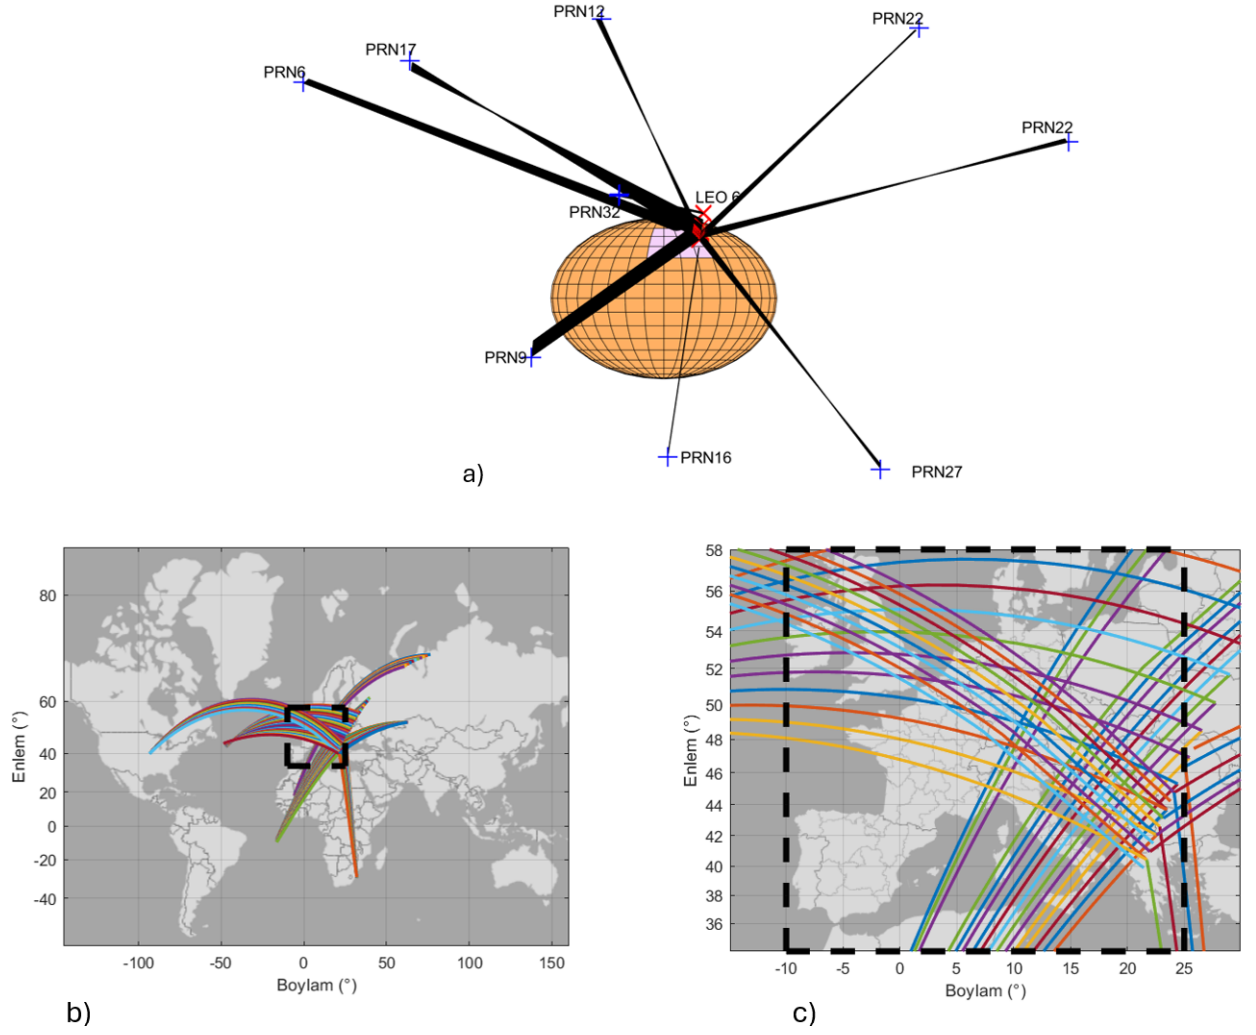 PRN12
PRN22
PRN17
PRN6
PRN22
LEO 6
PRN32
PRN9
PRN16
PRN27
a)
80
60
40
20
0
-20
-40
Enlem (°)
-100 -50 0 50 100 150
Boylam (°)
b)
58
56
54
52
50
48
46
44
42
40
38
36
Enlem (°)
-10 -5 0 5 10 15 20 25
Boylam (°)
c)